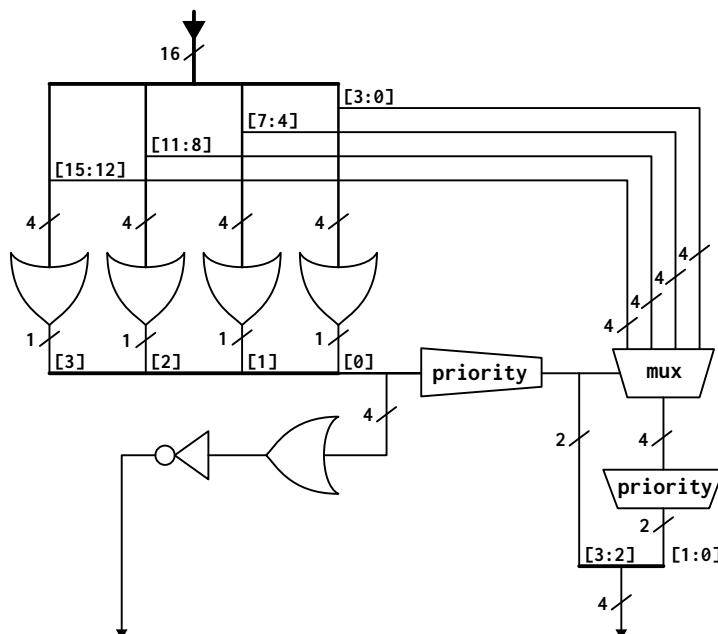 16
[3:0]
[7:4]
[11:8]
[15:12]
4 4 4 4
4
4
4
4
1 1 1 1
[3] [2] [1] [0]
priority mux
4
2 4
priority
2
[3:2] [1:0]
4